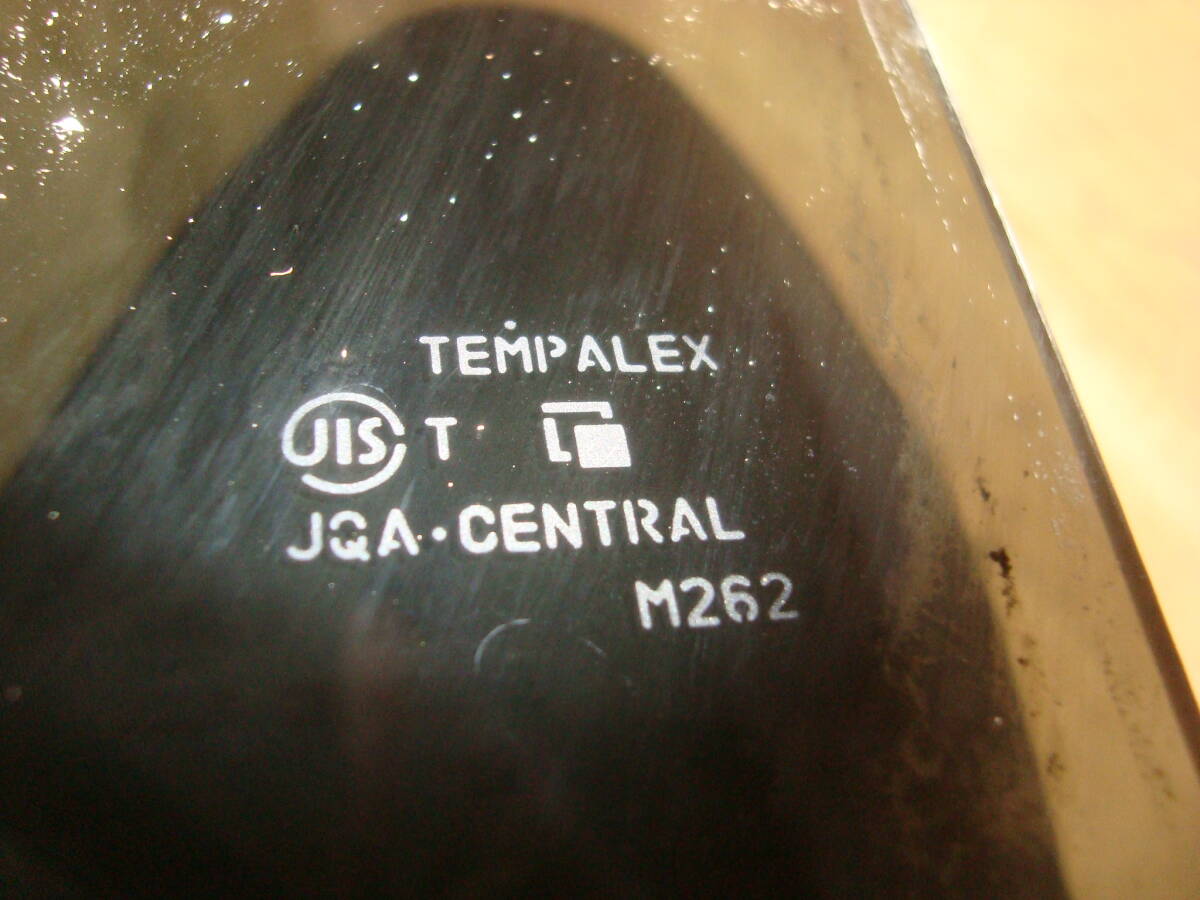 TEMPALEX
JIS T
JQA·CENTRAL
M262